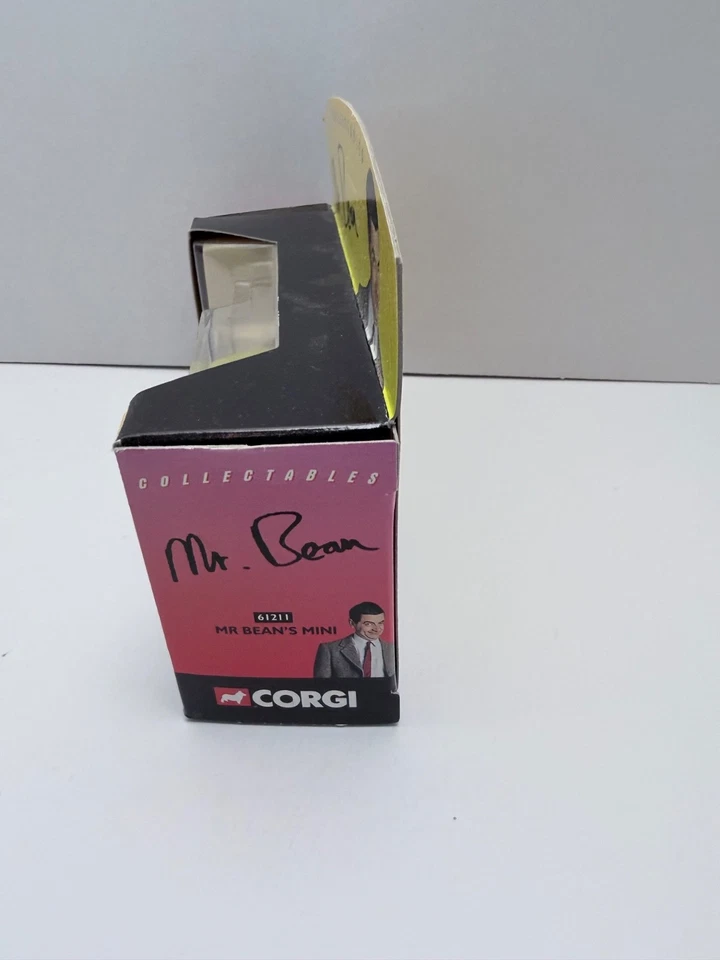 COLLECTABLES
Mr. Bean
61211
MR BEAN'S MINI
CORGI